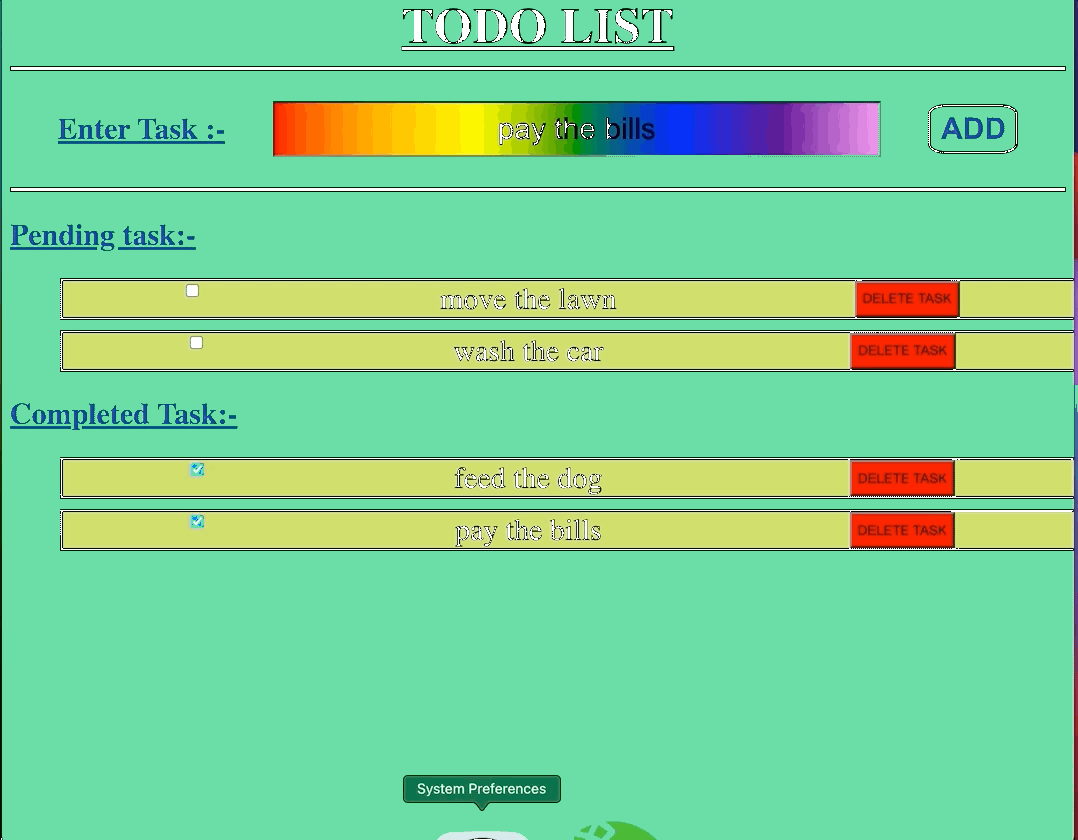 TODO LIST
Enter Task :- pay the bills ADD
Pending task:-
move the lawn DELETE TASK
wash the car DELETE TASK
Completed Task:-
feed the dog DELETE TASK
pay the bills DELETE TASK
System Preferences